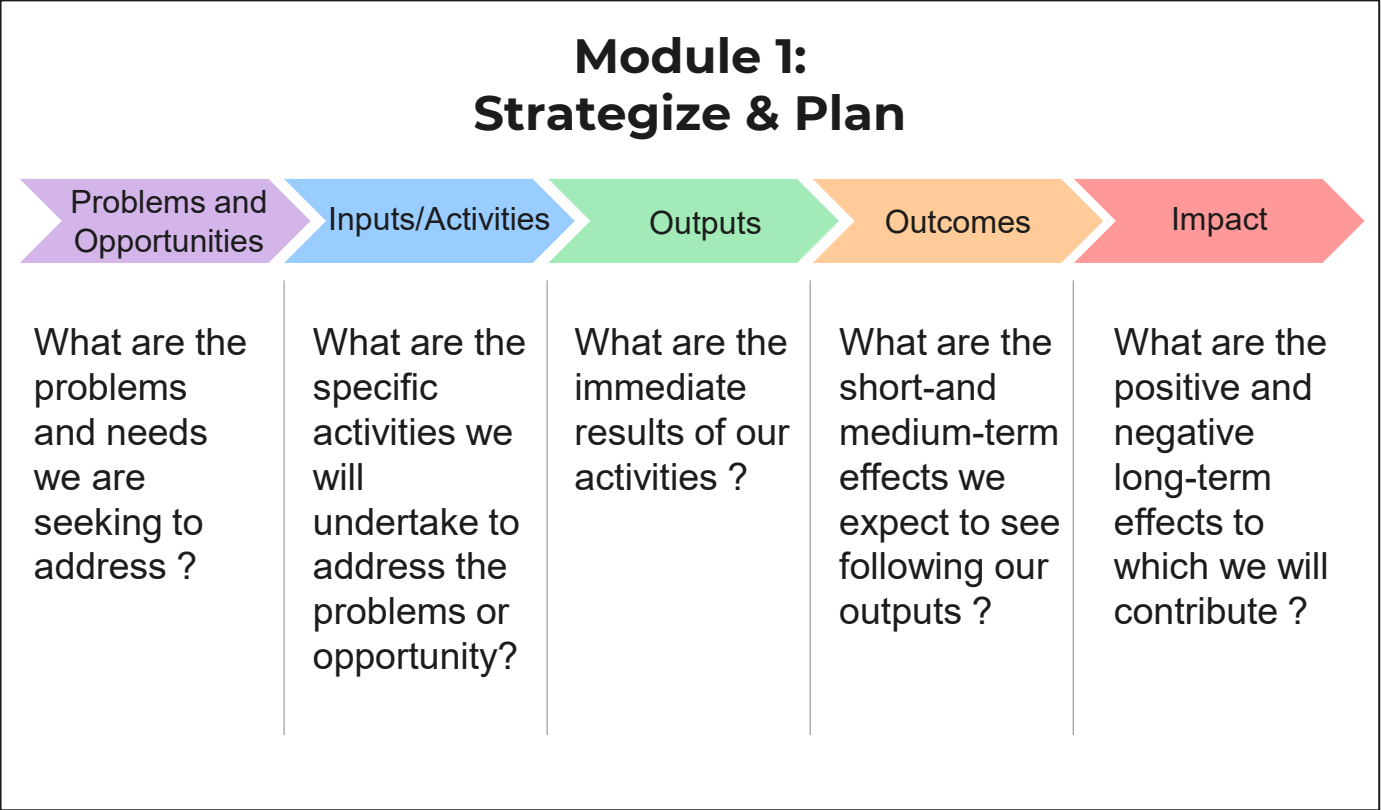 Module 1:
Strategize & Plan
Problems and
Opportunities
Inputs/Activities
Outputs
Outcomes
Impact
What are the
problems
and needs
we are
seeking to
address ?
What are the
specific
activities we
will
undertake to
address the
problems or
opportunity?
What are the
immediate
results of our
activities ?
What are the
short-and
medium-term
effects we
expect to see
following our
outputs ?
What are the
positive and
negative
long-term
effects to
which we will
contribute ?